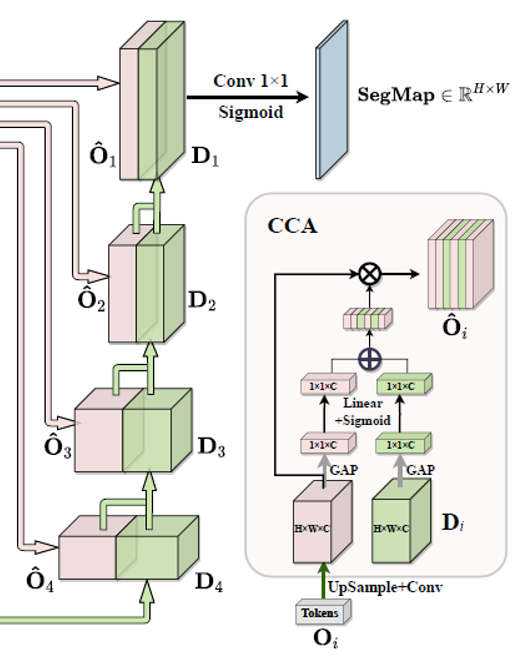 Conv 1×1
Sigmoid
SegMap ∈ ℝ^{H×W}
Ô₁
D₁
Ô₂
D₂
Ô₃
D₃
Ô₄
D₄
CCA
Ôᵢ
1×1×C
1×1×C
Linear
+Sigmoid
1×1×C
1×1×C
GAP
GAP
H×W×C
H×W×C
Dᵢ
UpSample+Conv
Tokens
Oᵢ